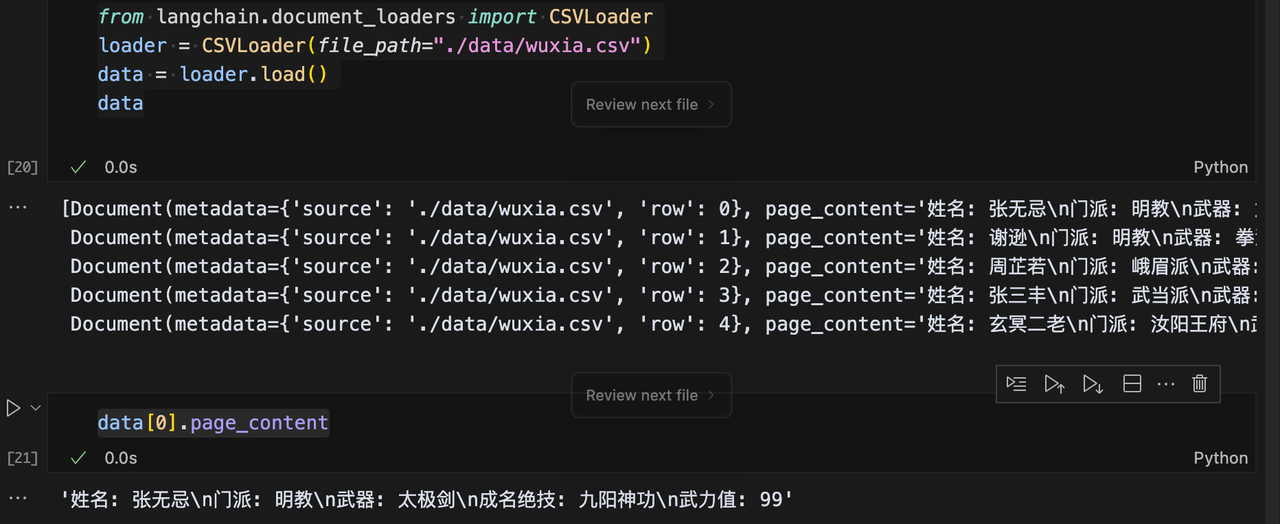 from langchain.document_loaders import CSVLoader
loader = CSVLoader(file_path="./data/wuxia.csv")
data = loader.load()
data
Review next file >
[20]
0.0s
Python
[Document(metadata={'source': './data/wuxia.csv', 'row': 0}, page_content='姓名: 张无忌\n门派: 明教\n武器:
Document(metadata={'source': './data/wuxia.csv', 'row': 1}, page_content='姓名: 谢逊\n门派: 明教\n武器: 拳
Document(metadata={'source': './data/wuxia.csv', 'row': 2}, page_content='姓名: 周芷若\n门派: 峨眉派\n武器:
Document(metadata={'source': './data/wuxia.csv', 'row': 3}, page_content='姓名: 张三丰\n门派: 武当派\n武器:
Document(metadata={'source': './data/wuxia.csv', 'row': 4}, page_content='姓名: 玄冥二老\n门派: 汝阳王府\n
Review next file >
data[0].page_content
[21]
0.0s
Python
'姓名: 张无忌\n门派: 明教\n武器: 太极剑\n成名绝技: 九阳神功\n武力值: 99'